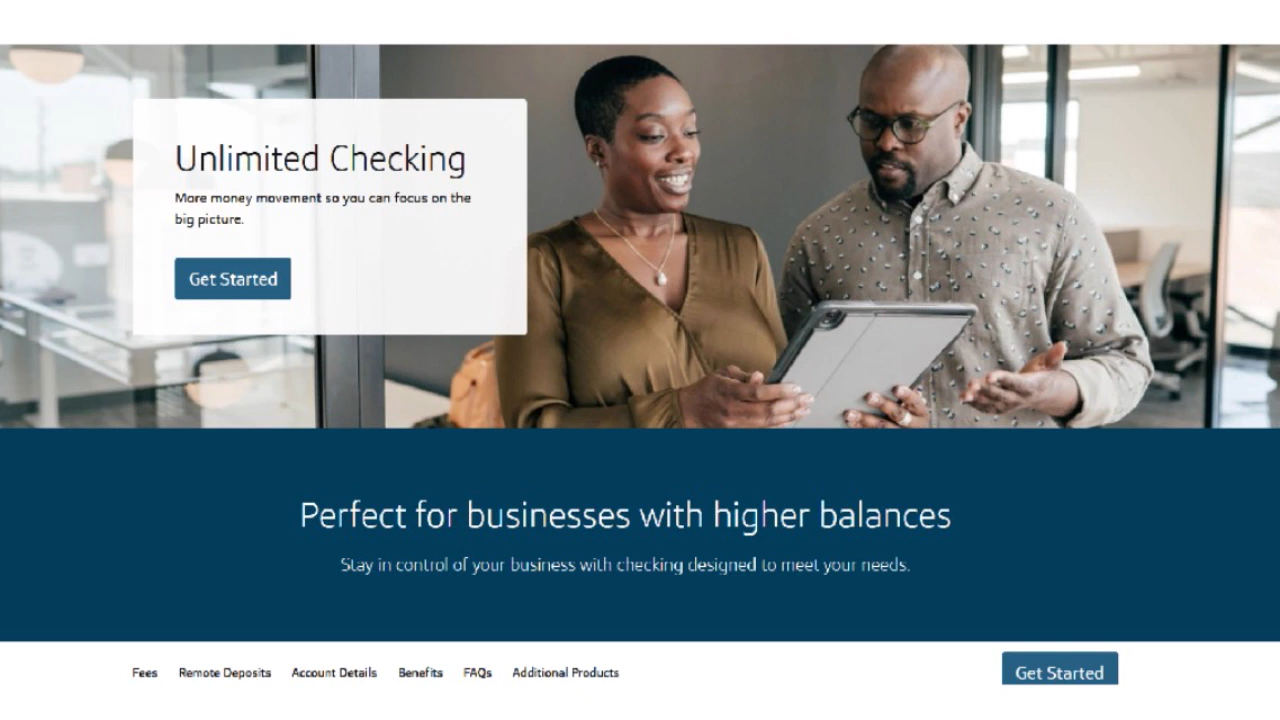 Unlimited Checking
More money movement so you can focus on the
big picture.
Get Started
Perfect for businesses with higher balances
Stay in control of your business with checking designed to meet your needs.
Fees Remote Deposits Account Details Benefits FAQs Additional Products Get Started